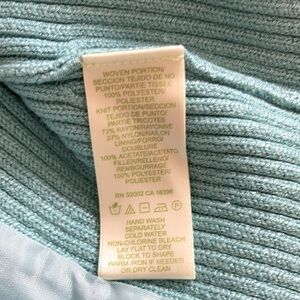 WOVEN PORTION/
SECCION TEJIDO DE NO
PUNTO/PARTIE TISSÉE
100% POLYESTER/
POLIESTER
KNIT PORTION/SECCION
TEJIDO DE PUNTO/
PARTIE TRICOTEE
73% RAYON/RAYONNE
27% NYLON/NAILON
LINING/FORRO/
DOUBLURE
100% ACETATE/ACETATO
FILLER/RELLENO/
REMBOURRAGE
100% POLYESTER/
POLIESTER
RN 52002 CA 16398
HAND WASH
SEPARATELY
COLD WATER
NON-CHLORINE BLEACH
LAY FLAT TO DRY
BLOCK TO SHAPE
WARM IRON IF NEEDED
OR DRY CLEAN